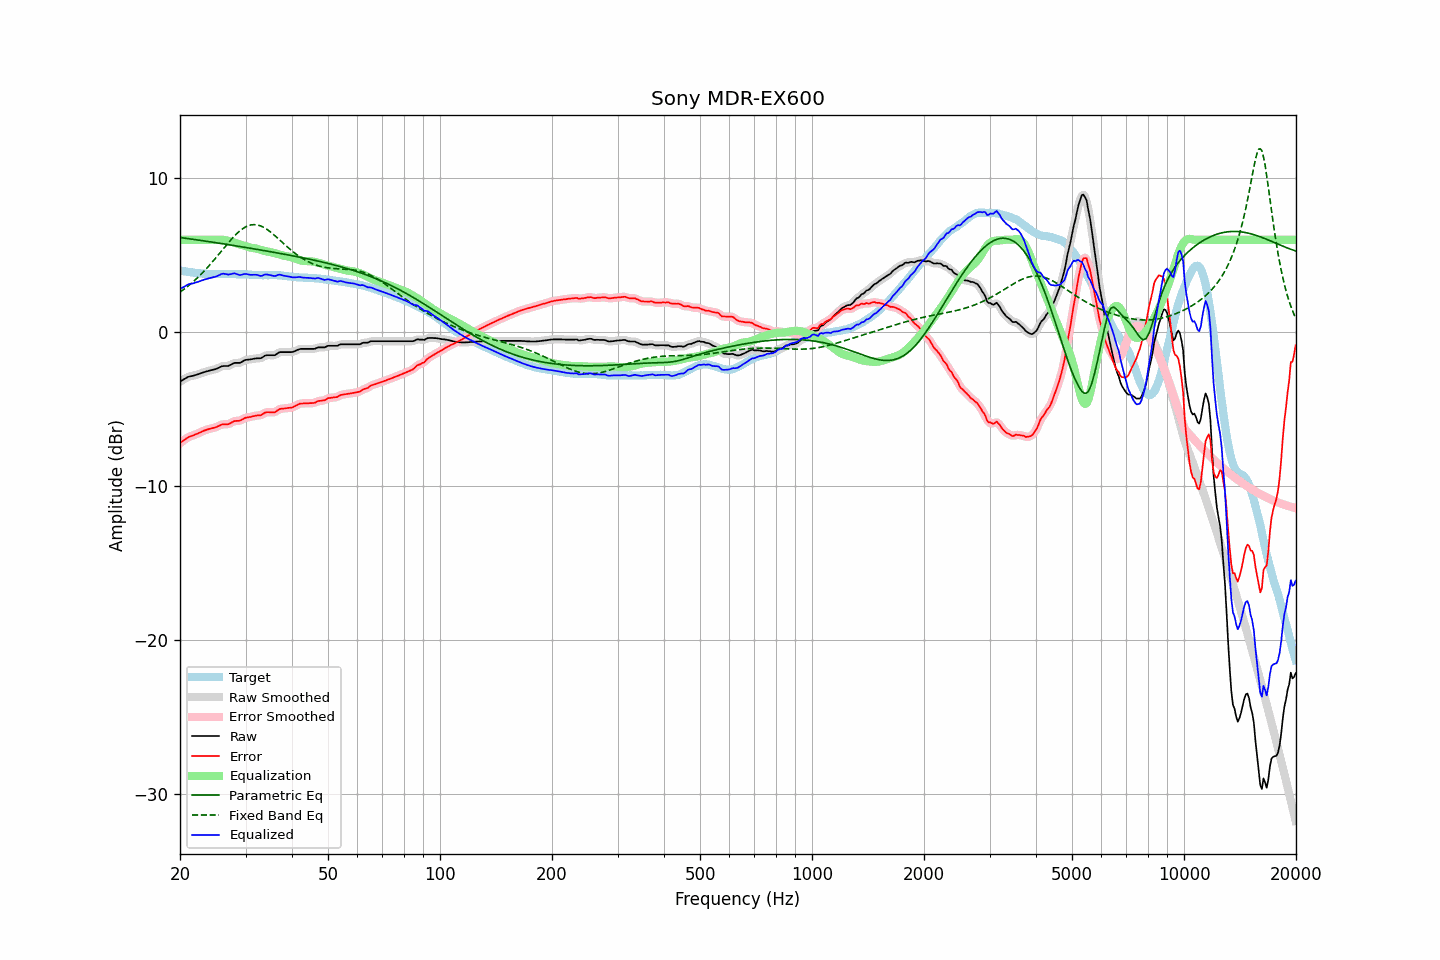 Sony MDR-EX600
Amplitude (dBr)
10
0
−10
−20
−30
Target
Raw Smoothed
Error Smoothed
Raw
Error
Equalization
Parametric Eq
Fixed Band Eq
Equalized
20 50 100 200 500 1000 2000 5000 10000 20000
Frequency (Hz)